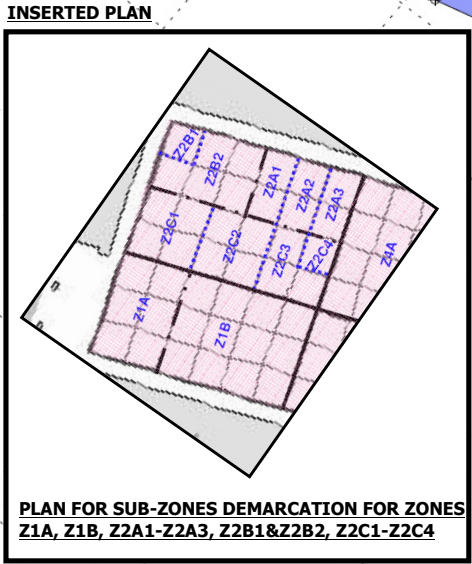 INSERTED PLAN
Z2B1
Z2B2
Z2A1
Z2A2
Z2A3
Z2C1
Z2C2
Z2C3
Z2C4
Z4A
Z1A
Z1B
PLAN FOR SUB-ZONES DEMARCATION FOR ZONES
Z1A, Z1B, Z2A1-Z2A3, Z2B1&Z2B2, Z2C1-Z2C4